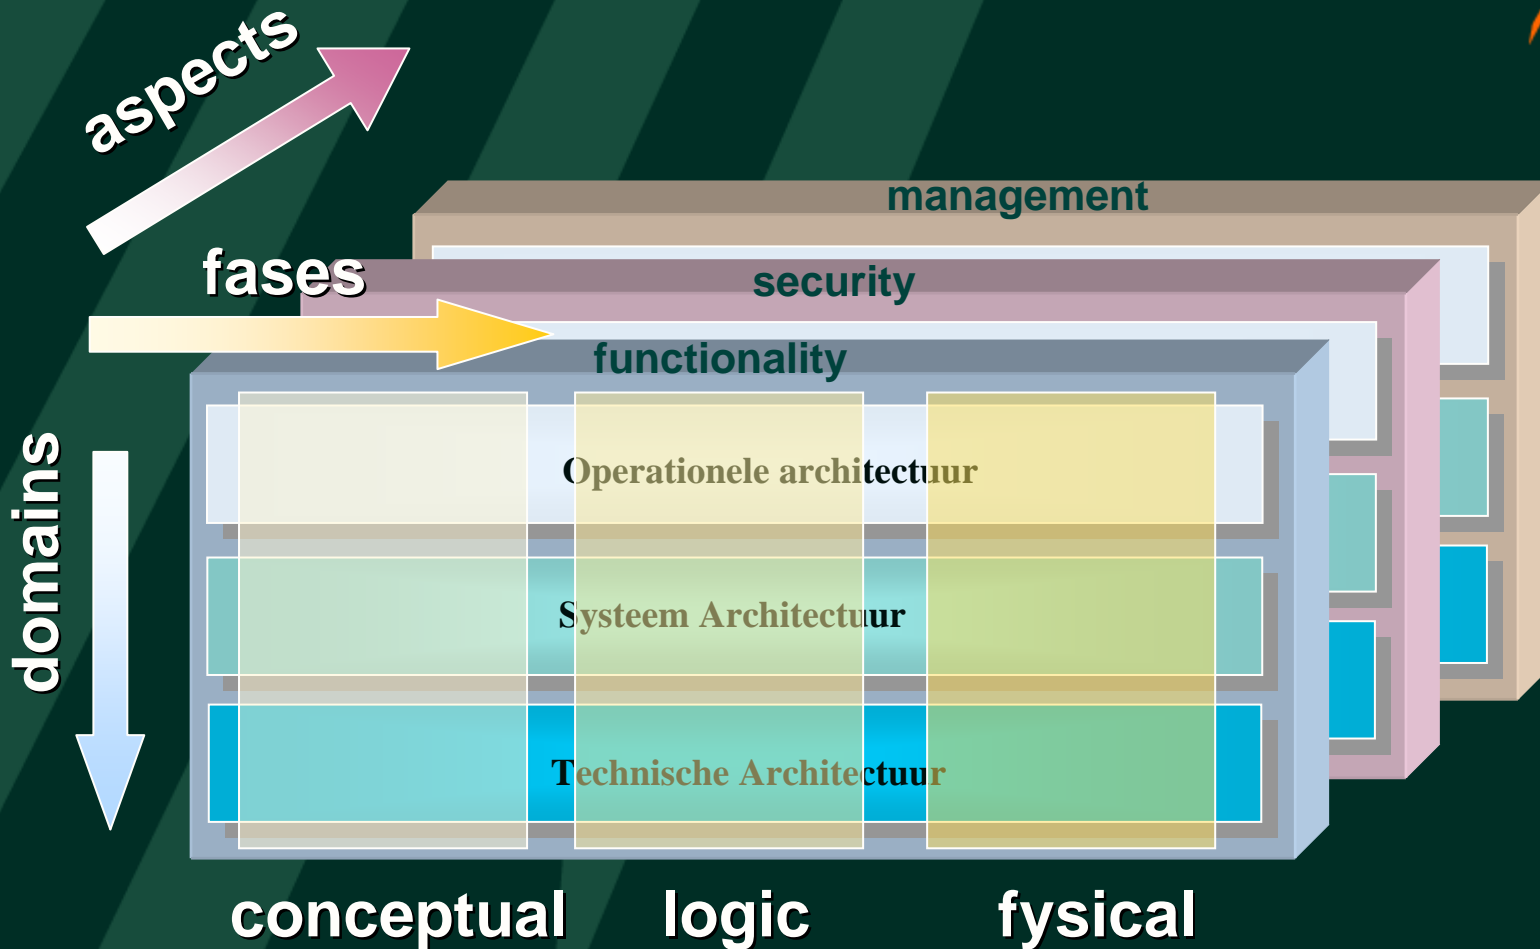 aspects
management
fases
security
functionality
domains
Operationele architectuur
Systeem Architectuur
Technische Architectuur
conceptual
logic
fysical